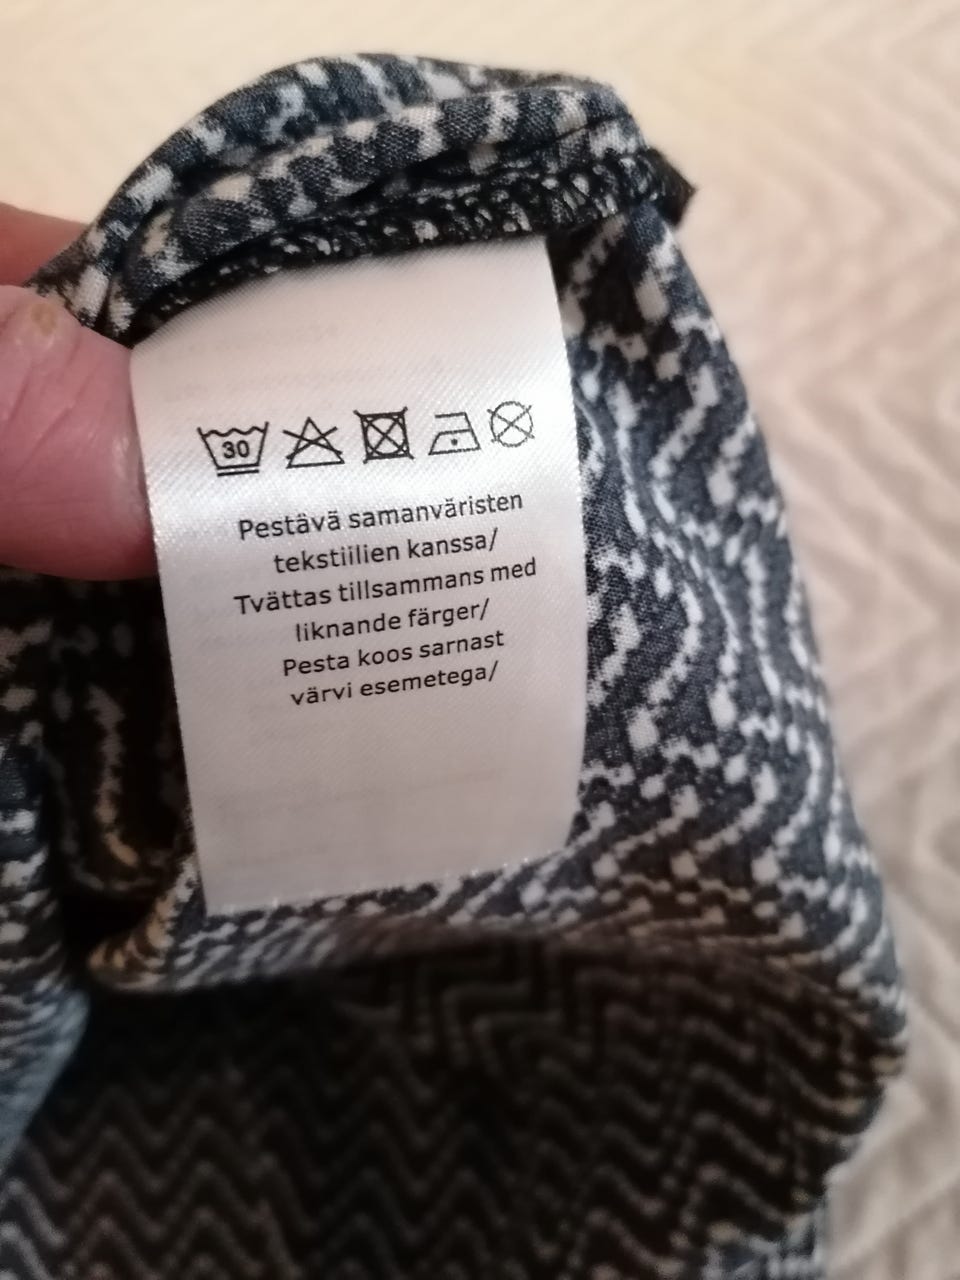 30
Pestävä samanväristen
tekstiilien kanssa/
Tvättas tillsammans med
liknande färger/
Pesta koos sarnast
värvi esemetega/